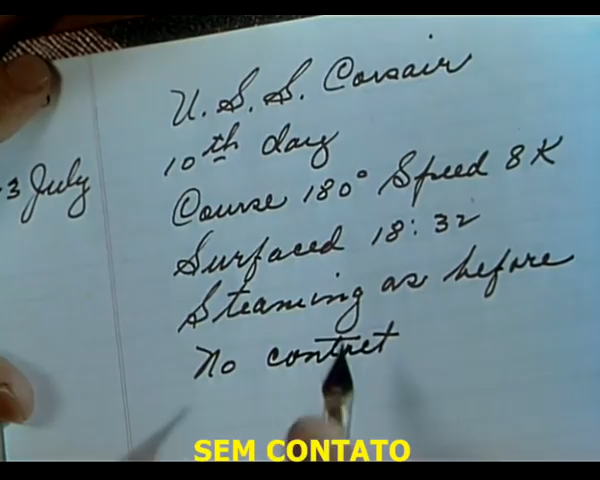 U.S.S. Corsair
10th day
3 July
Course 180° Speed 8K
Surfaced 18:32
Steaming as before
No contact
SEM CONTATO